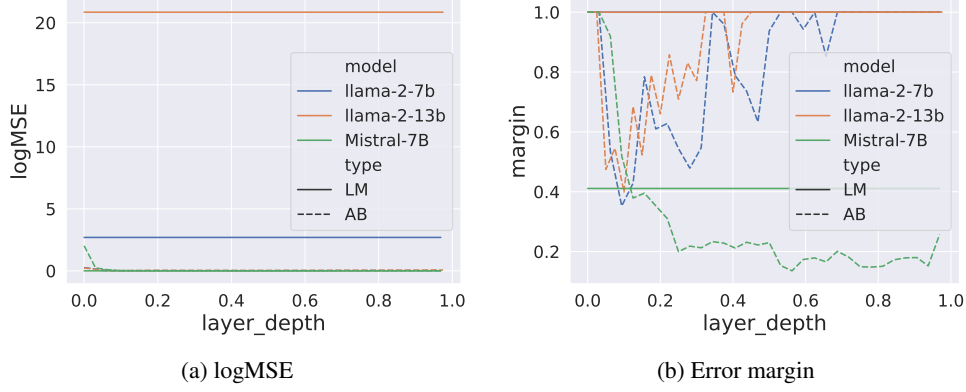 20
15
10
5
0
logMSE
0.0 0.2 0.4 0.6 0.8 1.0
layer_depth
model
llama-2-7b
llama-2-13b
Mistral-7B
type
LM
AB
(a) logMSE
1.0
0.8
0.6
0.4
0.2
margin
0.0 0.2 0.4 0.6 0.8 1.0
layer_depth
model
llama-2-7b
llama-2-13b
Mistral-7B
type
LM
AB
(b) Error margin